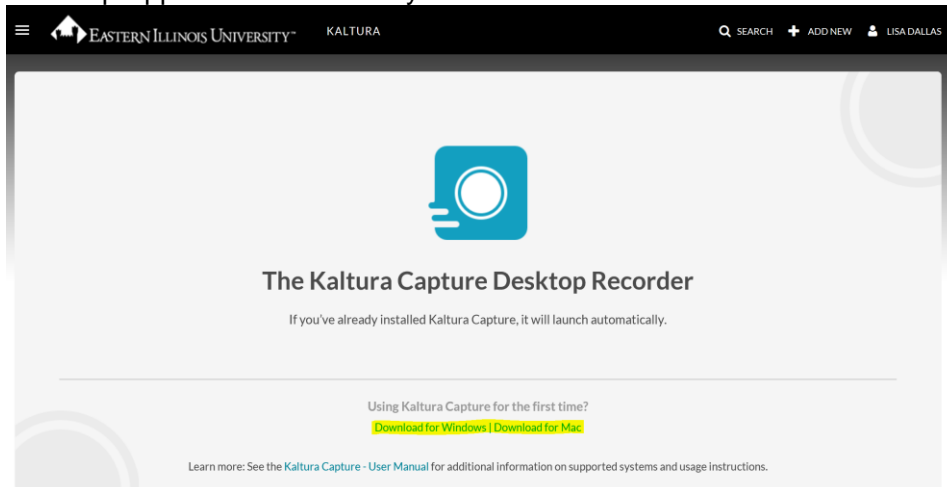 EASTERN ILLINOIS UNIVERSITY™ KALTURA SEARCH ADD NEW LISA DALLAS
The Kaltura Capture Desktop Recorder
If you've already installed Kaltura Capture, it will launch automatically.
Using Kaltura Capture for the first time?
Download for Windows | Download for Mac
Learn more: See the Kaltura Capture - User Manual for additional information on supported systems and usage instructions.